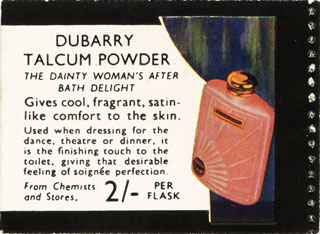 DUBARRY
TALCUM POWDER
THE DAINTY WOMAN'S AFTER
BATH DELIGHT
Gives cool, fragrant, satin-
like comfort to the skin.
Used when dressing for the
dance, theatre or dinner, it
is the finishing touch to the
toilet, giving that desirable
feeling of soignée perfection.
From Chemists
and Stores,
2/- PER
FLASK